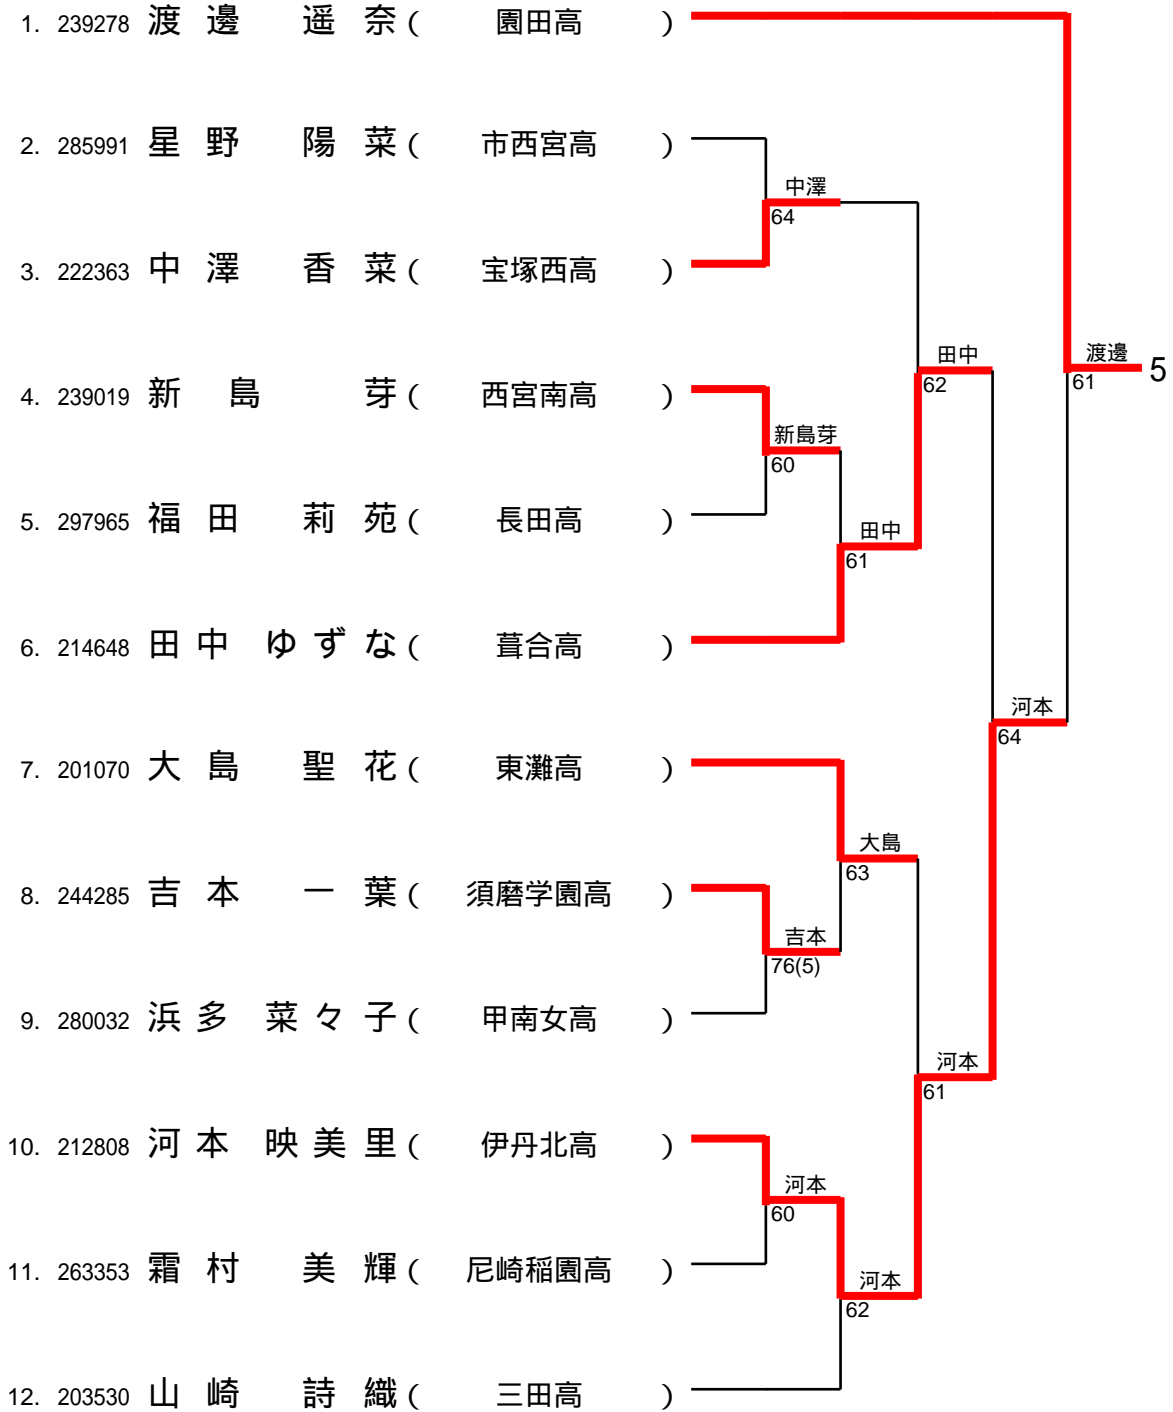 1. 239278 渡邊 遥奈 ( 園田高 )
2. 285991 星野 陽菜 ( 市西宮高 )
中澤
64
3. 222363 中澤 香菜 ( 宝塚西高 )
田中
62
渡邊
61
5
4. 239019 新島 芽 ( 西宮南高 )
新島芽
60
5. 297965 福田 莉苑 ( 長田高 )
田中
61
6. 214648 田中 ゆずな ( 葺合高 )
河本
64
7. 201070 大島 聖花 ( 東灘高 )
大島
63
8. 244285 吉本 一葉 ( 須磨学園高 )
吉本
76(5)
9. 280032 浜多 菜々子 ( 甲南女高 )
河本
61
10. 212808 河本 映美里 ( 伊丹北高 )
河本
60
11. 263353 霜村 美輝 ( 尼崎稲園高 )
河本
62
12. 203530 山崎 詩織 ( 三田高 )